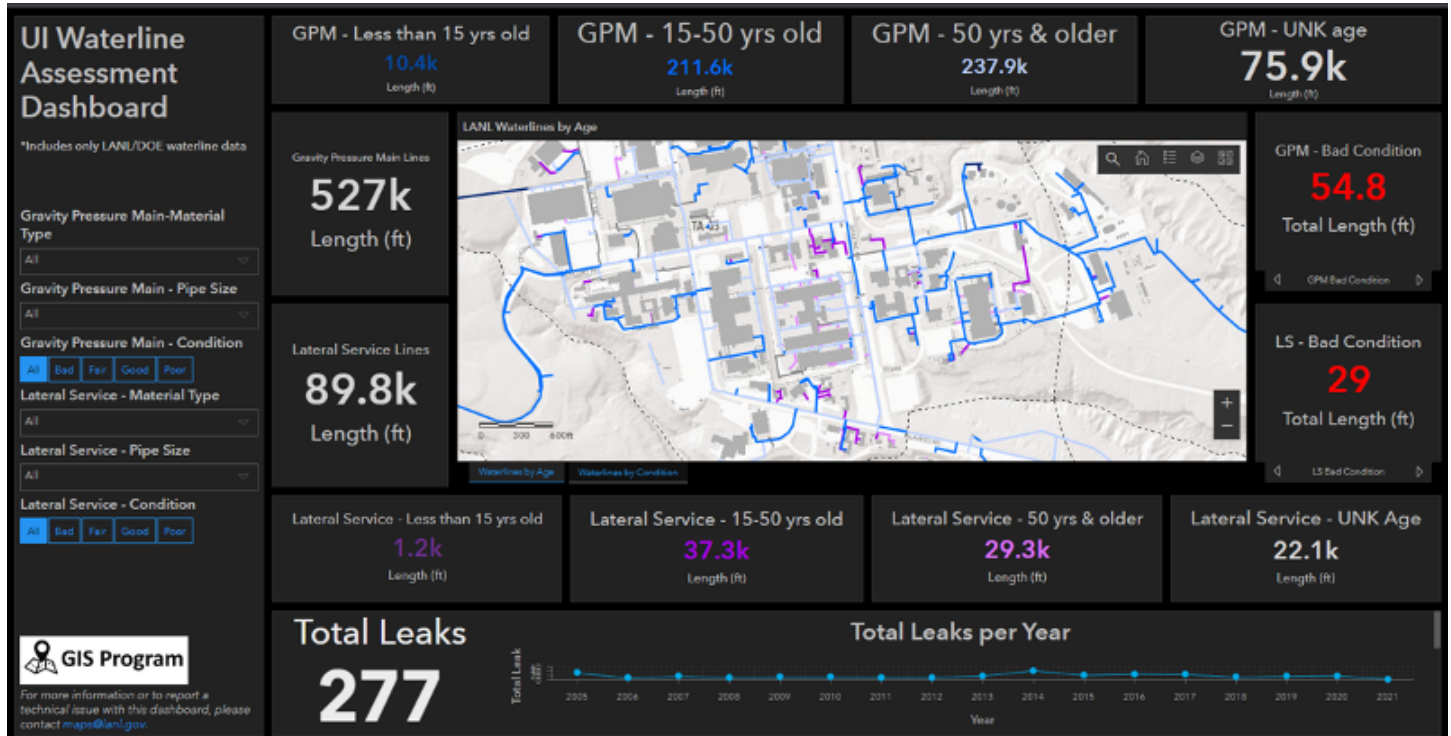 UI Waterline
Assessment
Dashboard
*Includes only LANL/DOE waterline data
Gravity Pressure Main-Material
Type
All
Gravity Pressure Main - Pipe Size
All
Gravity Pressure Main - Condition
All Bad Fair Good Poor
Lateral Service - Material Type
All
Lateral Service - Pipe Size
All
Lateral Service - Condition
All Bad Fair Good Poor
GIS Program
For more information or to report a
technical issue with this dashboard, please
contact maps@lanl.gov.
GPM - Less than 15 yrs old
10.4k
Length (ft)
GPM - 15-50 yrs old
211.6k
Length (ft)
GPM - 50 yrs & older
237.9k
Length (ft)
GPM - UNK age
75.9k
Length (ft)
Gravity Pressure Main Lines
527k
Length (ft)
Lateral Service Lines
89.8k
Length (ft)
LANL Waterlines by Age
TA-03
0 300 600ft
+
−
Waterlines by Age
Waterlines by Condition
GPM - Bad Condition
54.8
Total Length (ft)
GPM Bad Condition
LS - Bad Condition
29
Total Length (ft)
LS Bad Condition
Lateral Service - Less than 15 yrs old
1.2k
Length (ft)
Lateral Service - 15-50 yrs old
37.3k
Length (ft)
Lateral Service - 50 yrs & older
29.3k
Length (ft)
Lateral Service - UNK Age
22.1k
Length (ft)
Total Leaks
277
Total Leaks per Year
Total Leak
2005 2006 2007 2008 2009 2010 2011 2012 2013 2014 2015 2016 2017 2018 2019 2020 2021
Year